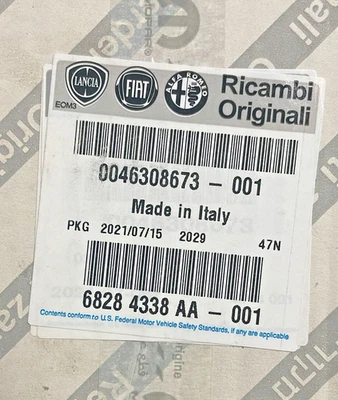 LANCIA
FIAT
ALFA ROMEO
Ricambi
Originali
EOM3
0046308673 - 001
Made in Italy
PKG 2021/07/15 2029 47N
6828 4338 AA - 001
Contents conform to U.S. Federal Motor Vehicle Safety Standards, if any are applicable